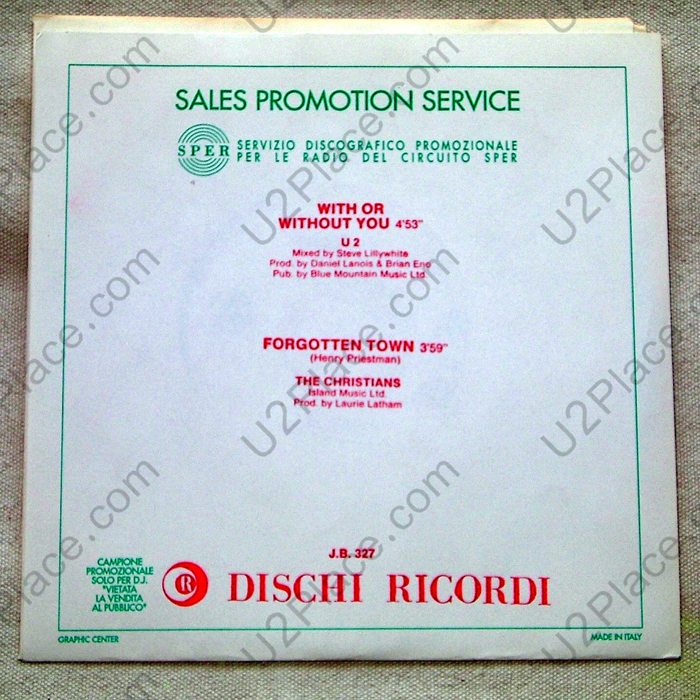 SALES PROMOTION SERVICE
SPER
SERVIZIO DISCOGRAFICO PROMOZIONALE
PER LE RADIO DEL CIRCUITO SPER
WITH OR
WITHOUT YOU 4'53"
U2
Mixed by Steve Lillywhite
Prod. by Daniel Lanois & Brian Eno
Pub. by Blue Mountain Music Ltd.
FORGOTTEN TOWN 3'59"
(Henry Priestman)
THE CHRISTIANS
Island Music Ltd.
Prod. by Laurie Latham
J.B. 327
CAMPIONE
PROMOZIONALE
SOLO PER D.J.
"VIETATA
LA VENDITA
AL PUBBLICO"
R DISCHI RICORDI
GRAPHIC CENTER
MADE IN ITALY
U2Place.com